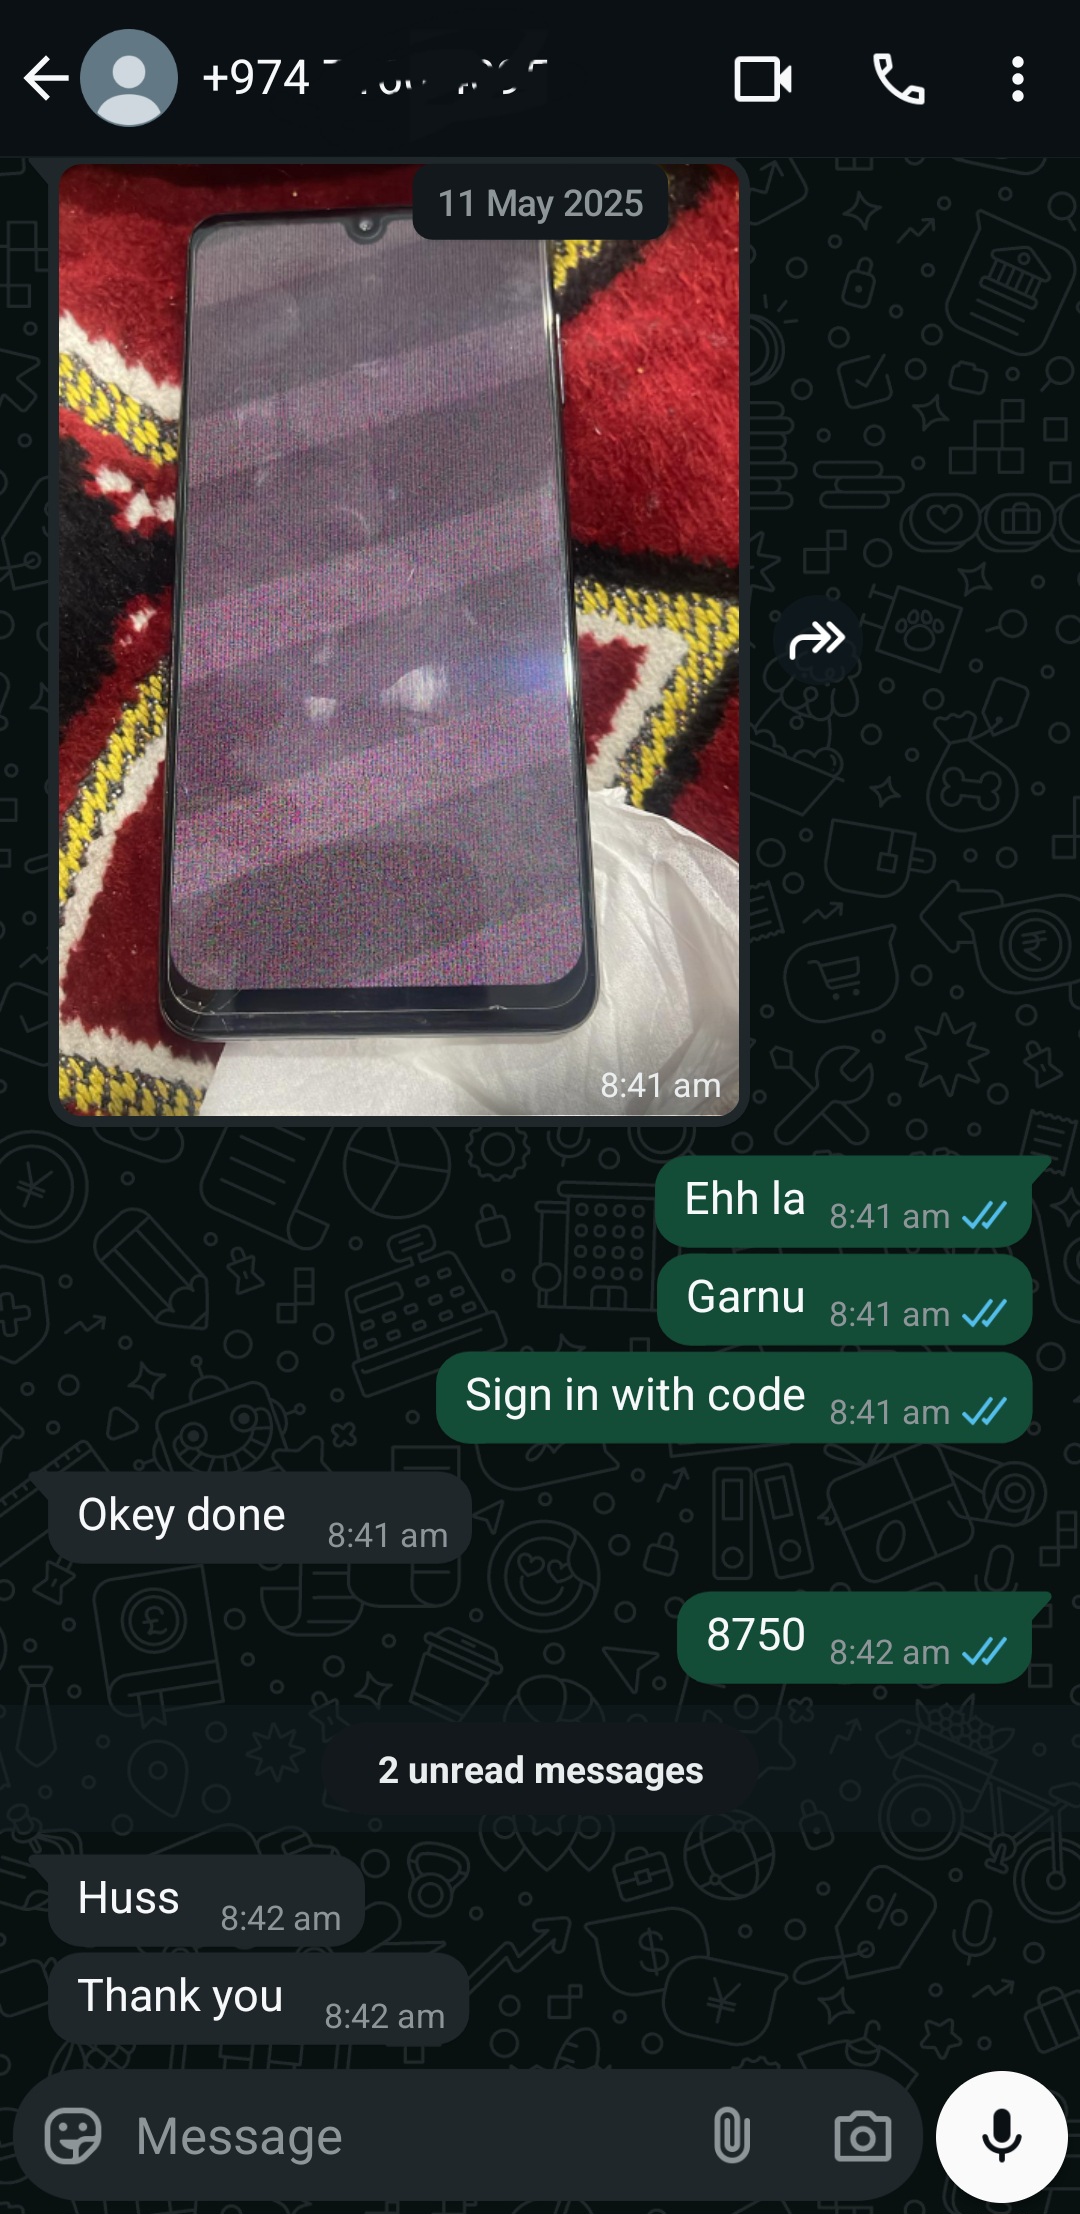 +974
11 May 2025
8:41 am
Ehh la 8:41 am
Garnu 8:41 am
Sign in with code 8:41 am
Okey done 8:41 am
8750 8:42 am
2 unread messages
Huss 8:42 am
Thank you 8:42 am
Message